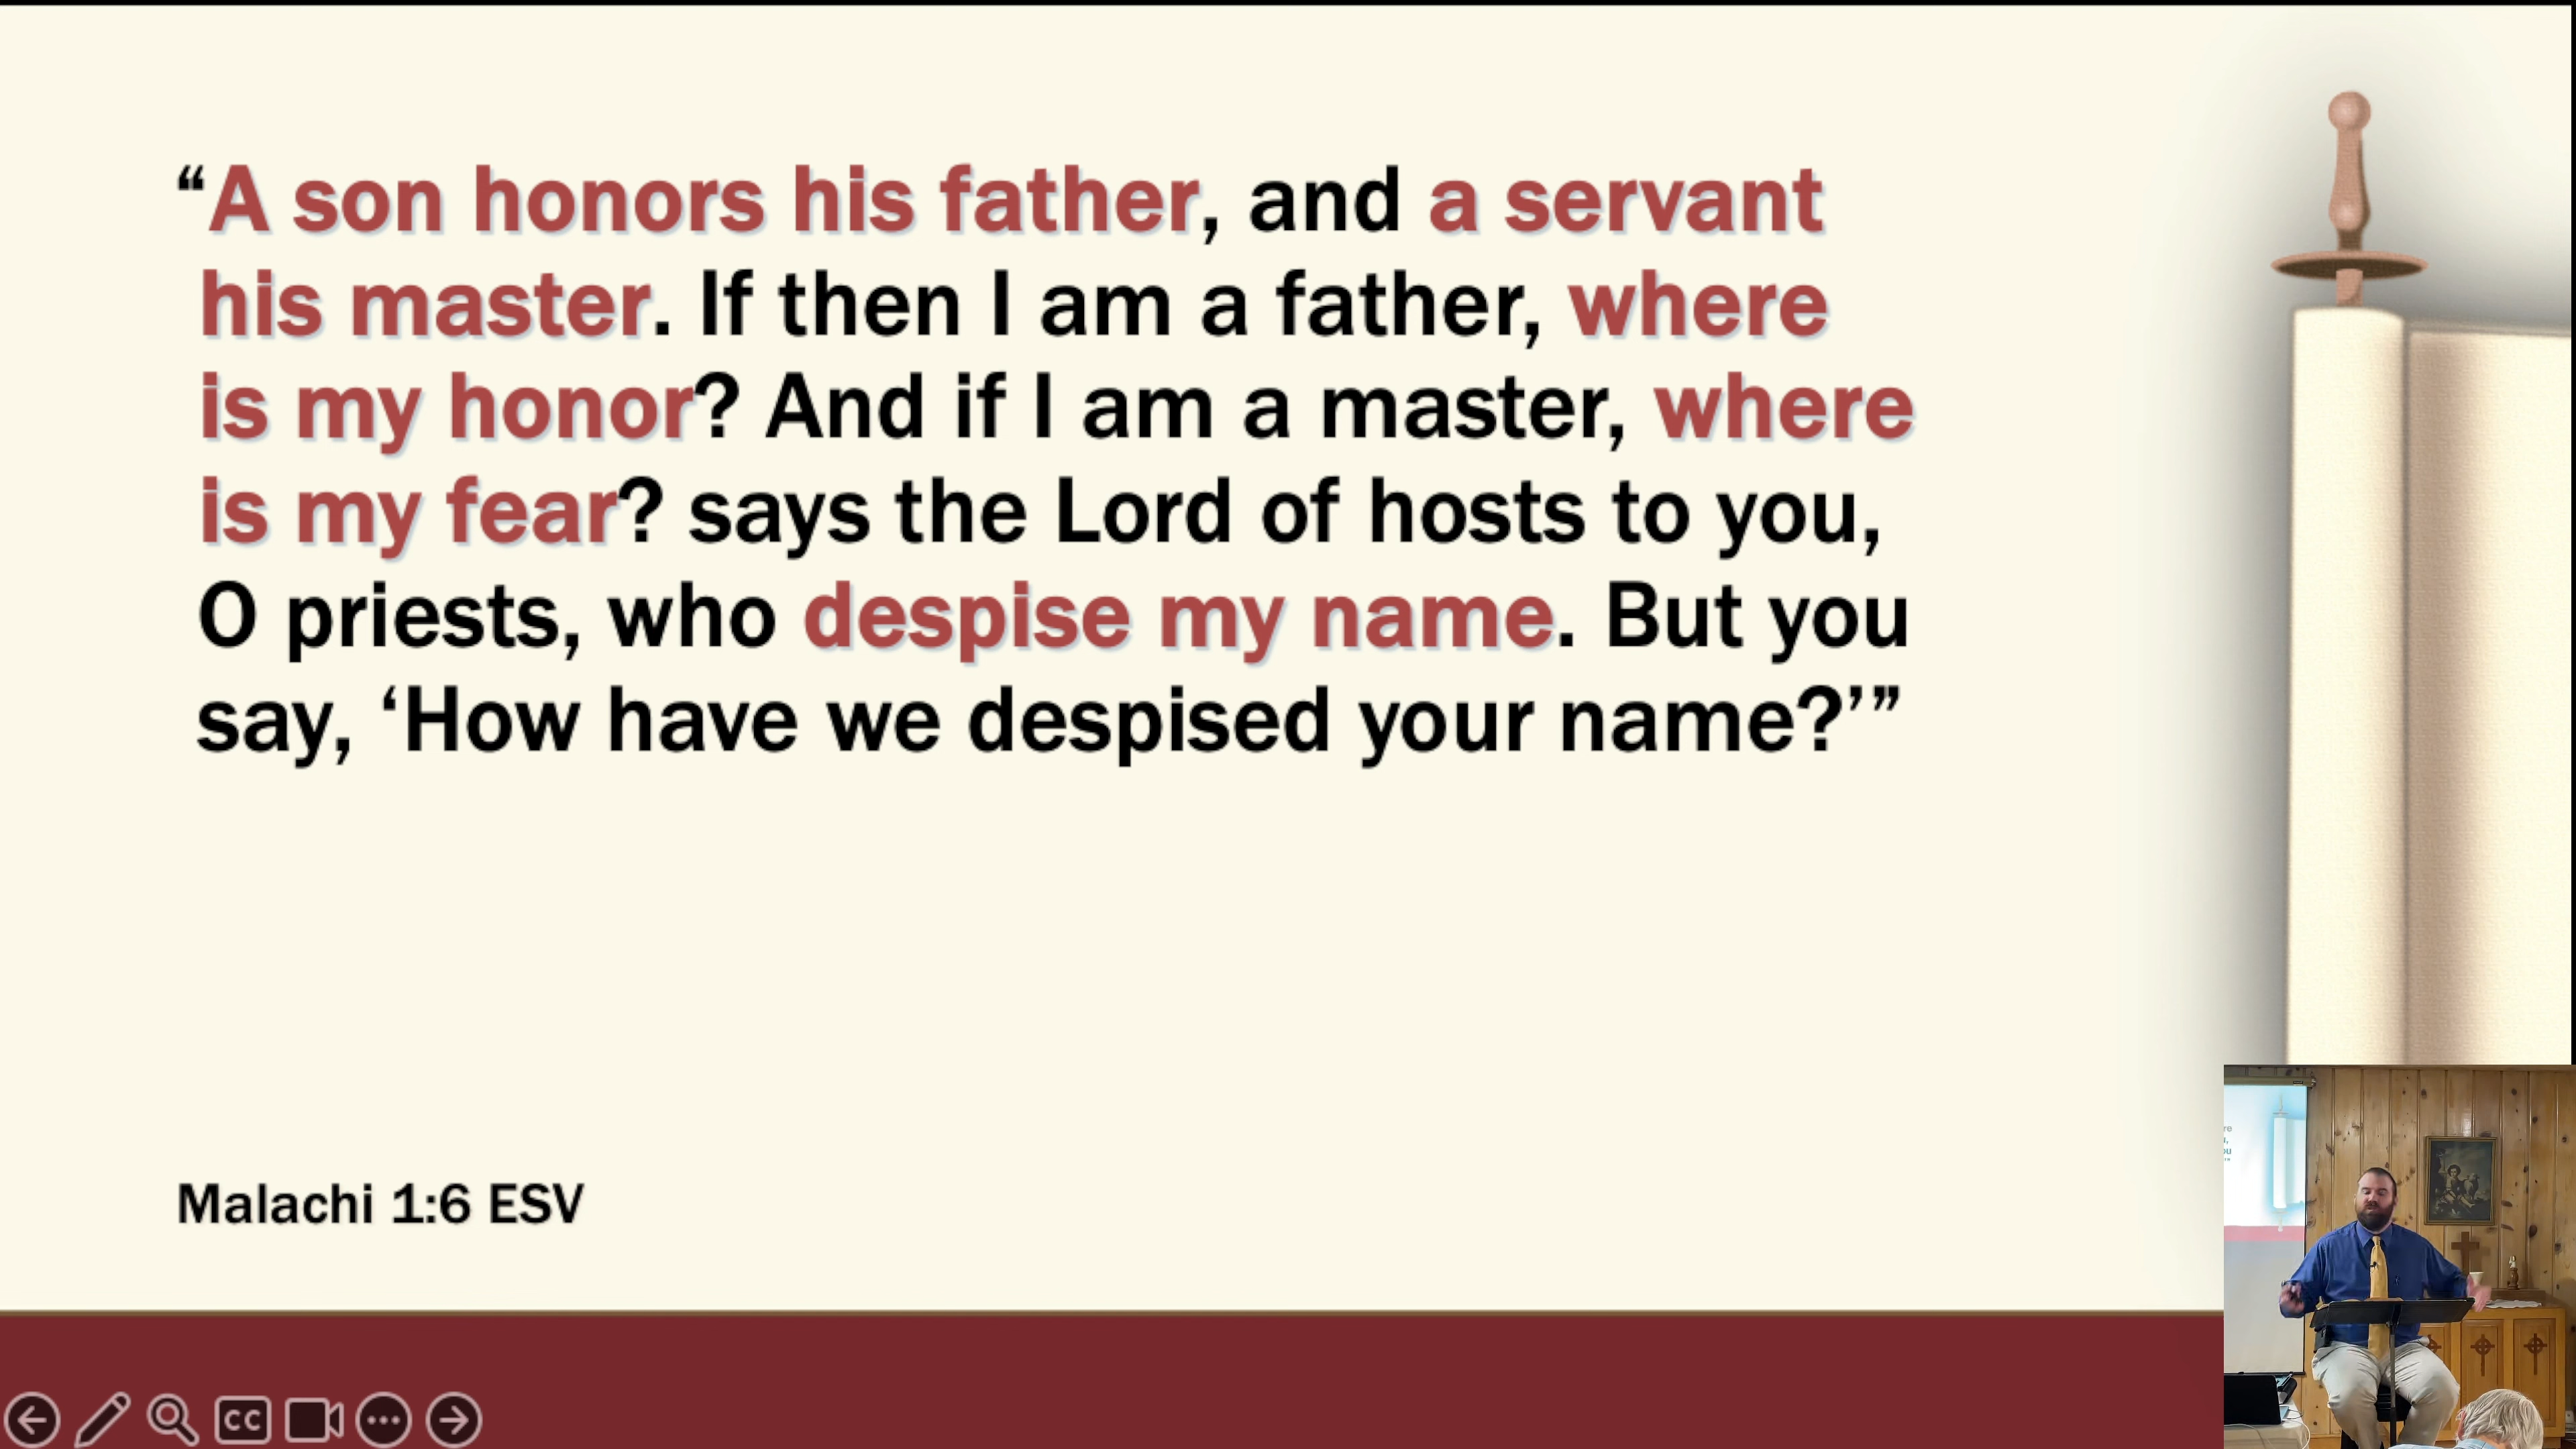 “A son honors his father, and a servant
his master. If then I am a father, where
is my honor? And if I am a master, where
is my fear? says the Lord of hosts to you,
O priests, who despise my name. But you
say, ‘How have we despised your name?’”
Malachi 1:6 ESV
CC